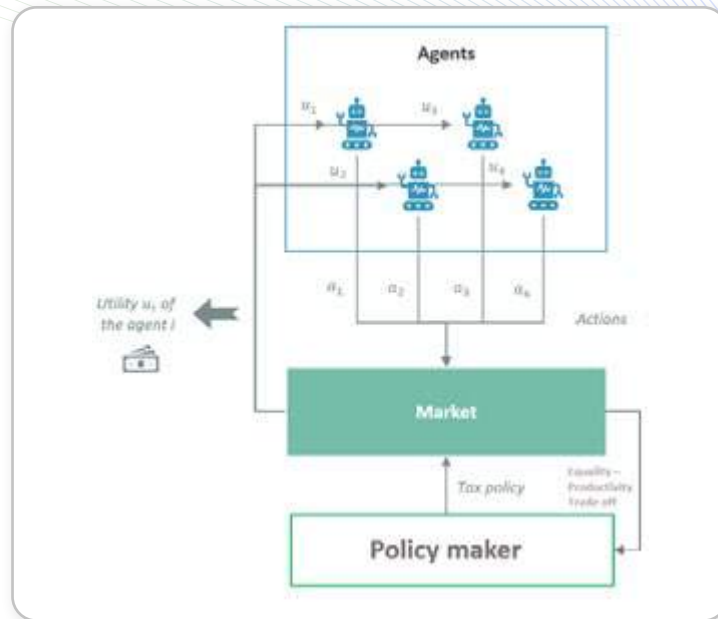 Agents
u₁
u₃
u₂
u₄
a₁
a₂
a₃
a₄
Utility uᵢ of
the agent i
Actions
Market
Tax policy
Equality –
Productivity
Trade off
Policy maker